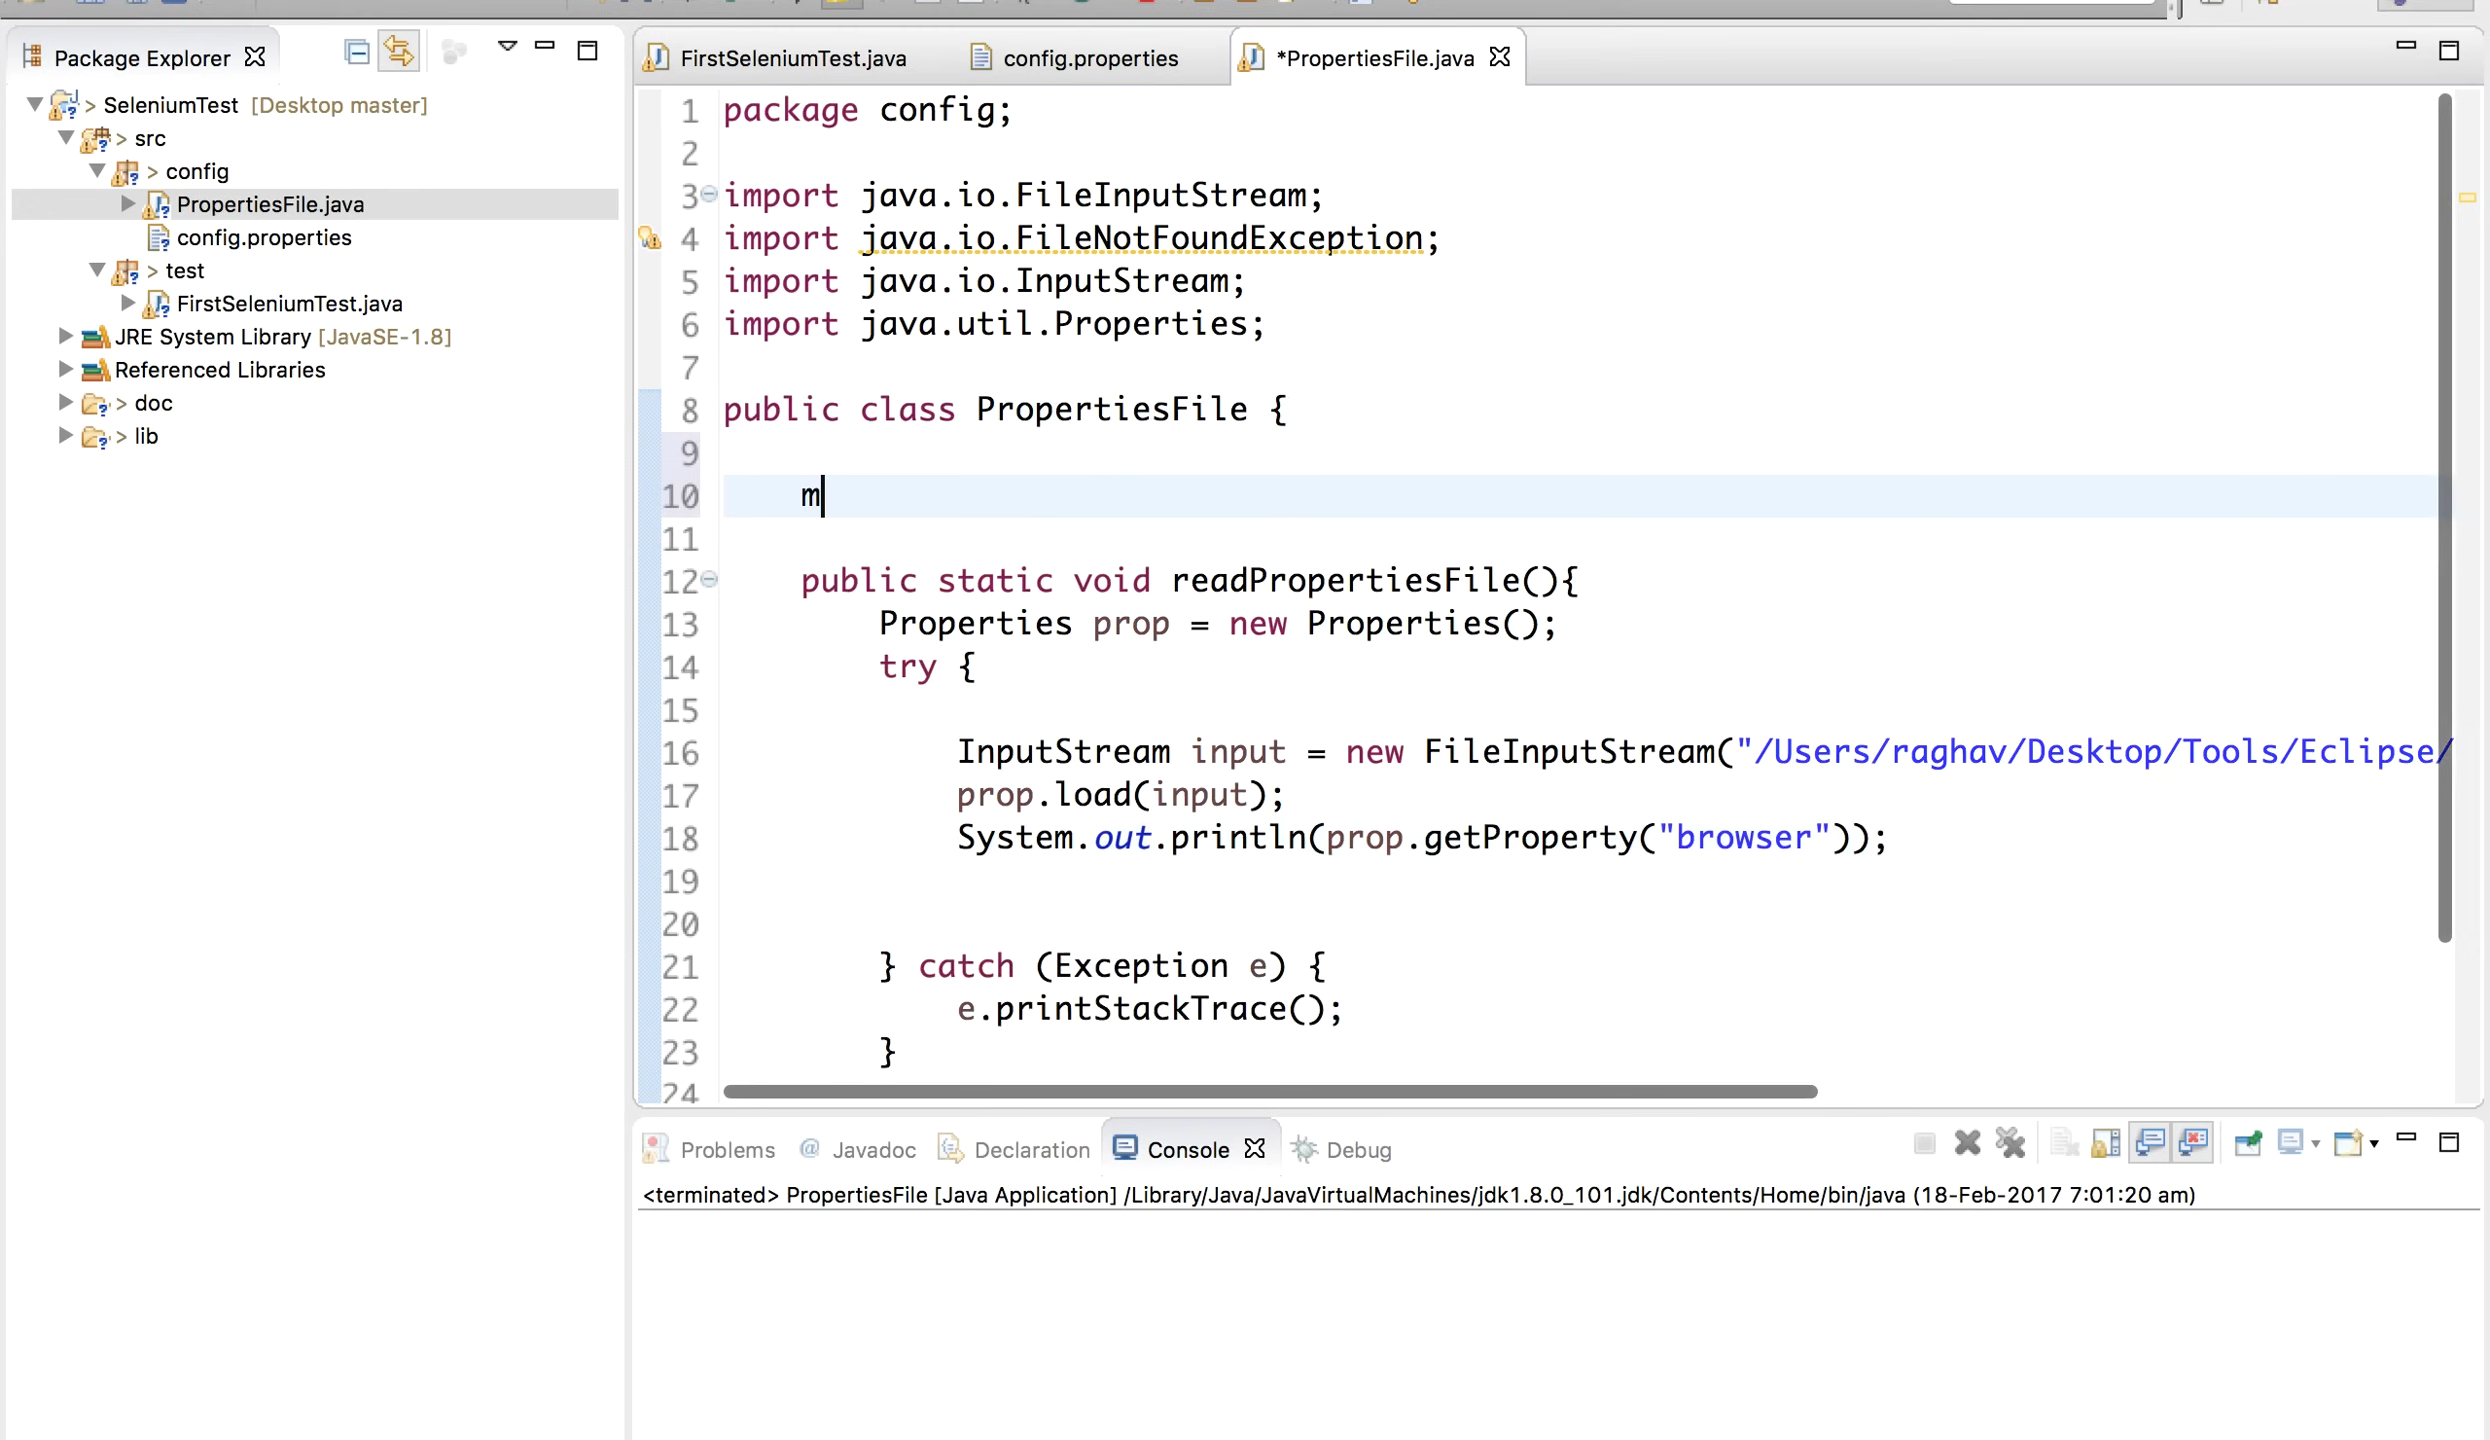 Package Explorer
> SeleniumTest [Desktop master]
> src
> config
PropertiesFile.java
config.properties
> test
FirstSeleniumTest.java
JRE System Library [JavaSE-1.8]
Referenced Libraries
> doc
> lib
FirstSeleniumTest.java config.properties *PropertiesFile.java
1 package config;
2
3 import java.io.FileInputStream;
4 import java.io.FileNotFoundException;
5 import java.io.InputStream;
6 import java.util.Properties;
7
8 public class PropertiesFile {
9
10 m
11
12 public static void readPropertiesFile(){
13 Properties prop = new Properties();
14 try {
15
16 InputStream input = new FileInputStream("/Users/raghav/Desktop/Tools/Eclipse/
17 prop.load(input);
18 System.out.println(prop.getProperty("browser"));
19
20
21 } catch (Exception e) {
22 e.printStackTrace();
23 }
24
Problems @ Javadoc Declaration Console Debug
<terminated> PropertiesFile [Java Application] /Library/Java/JavaVirtualMachines/jdk1.8.0_101.jdk/Contents/Home/bin/java (18-Feb-2017 7:01:20 am)